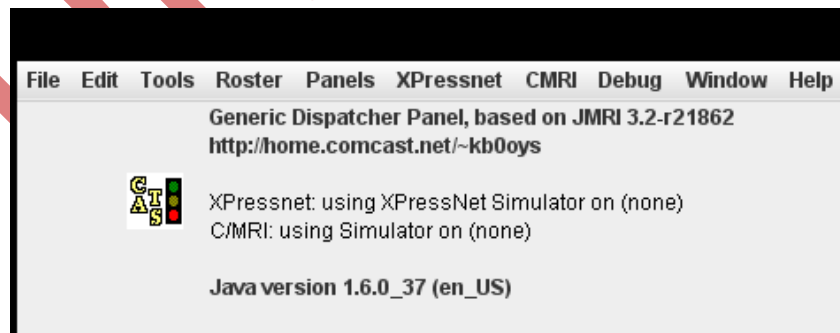 File Edit Tools Roster Panels XPressnet CMRI Debug Window Help
Generic Dispatcher Panel, based on JMRI 3.2-r21862
http://home.comcast.net/~kb0oys
CATS
XPressnet: using XPressNet Simulator on (none)
C/MRI: using Simulator on (none)
Java version 1.6.0_37 (en_US)